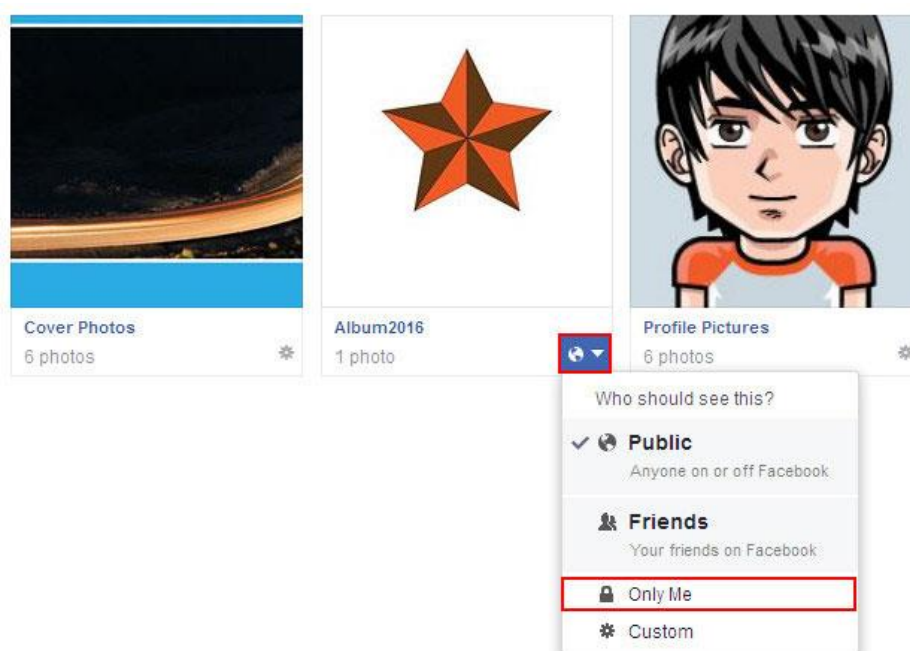 Cover Photos
6 photos
Album2016
1 photo
Profile Pictures
6 photos
Who should see this?
Public
Anyone on or off Facebook
Friends
Your friends on Facebook
Only Me
Custom